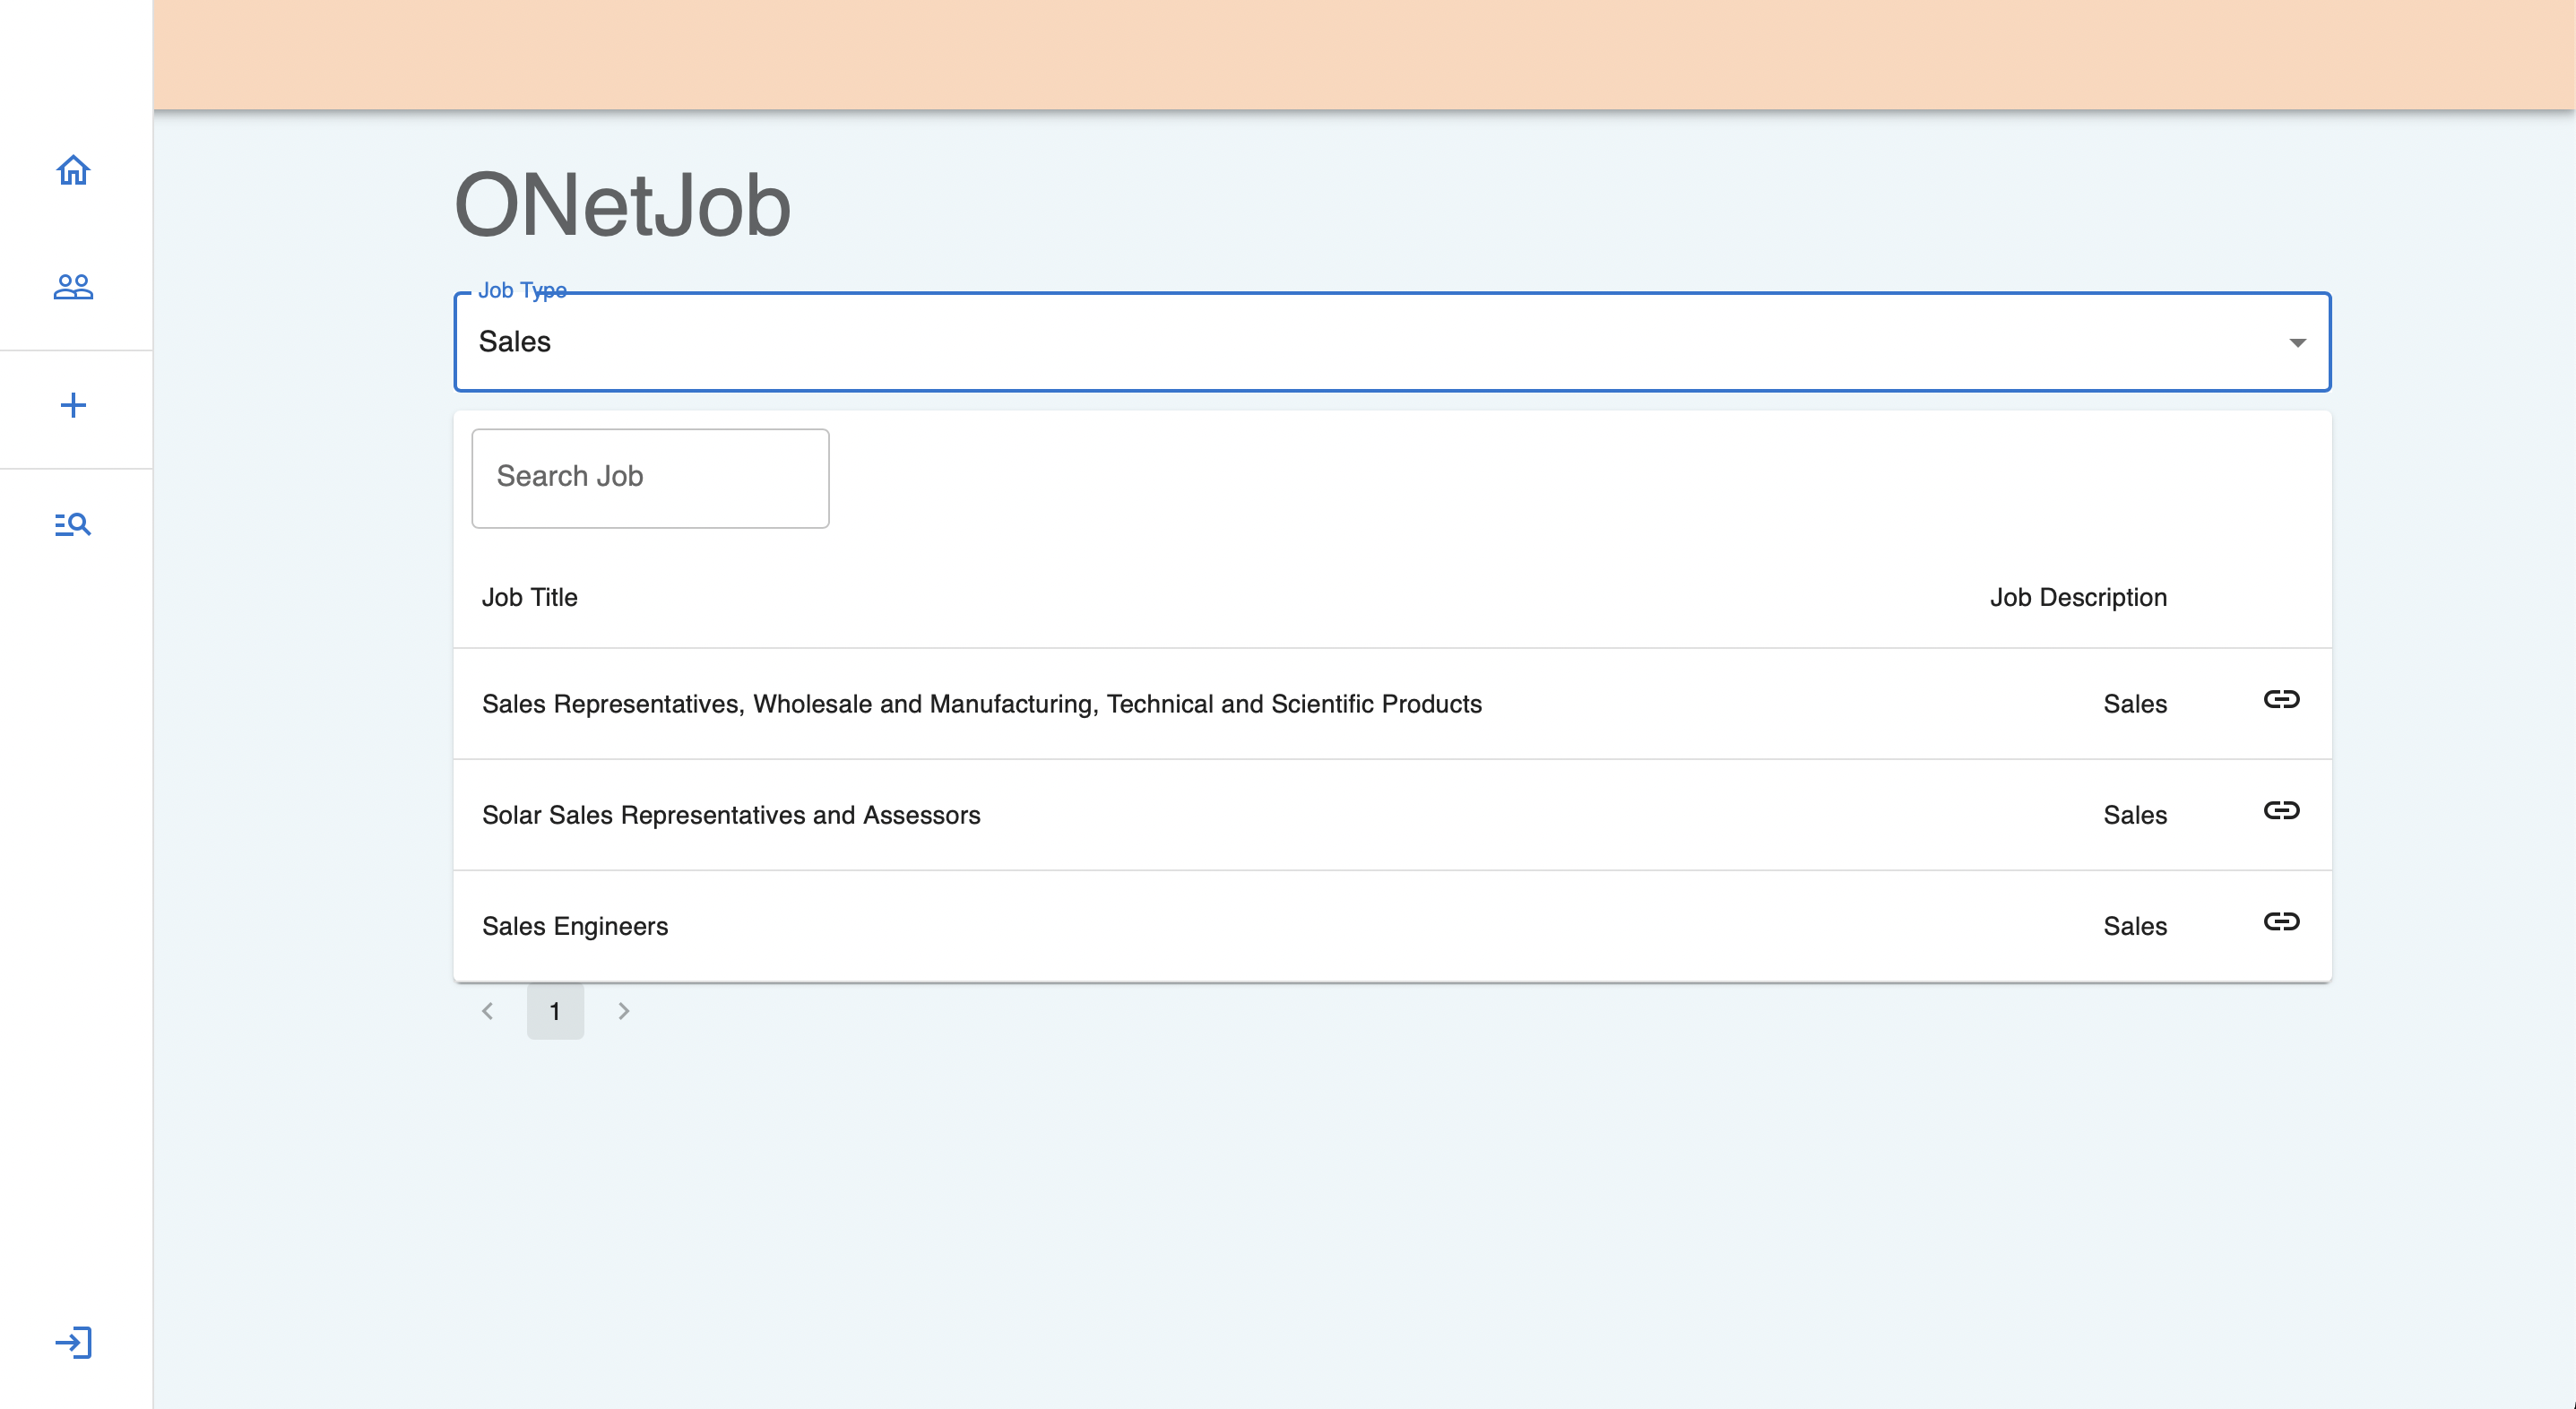 ONetJob
Job Type
Sales
Search Job
Job Title Job Description
Sales Representatives, Wholesale and Manufacturing, Technical and Scientific Products Sales
Solar Sales Representatives and Assessors Sales
Sales Engineers Sales
1